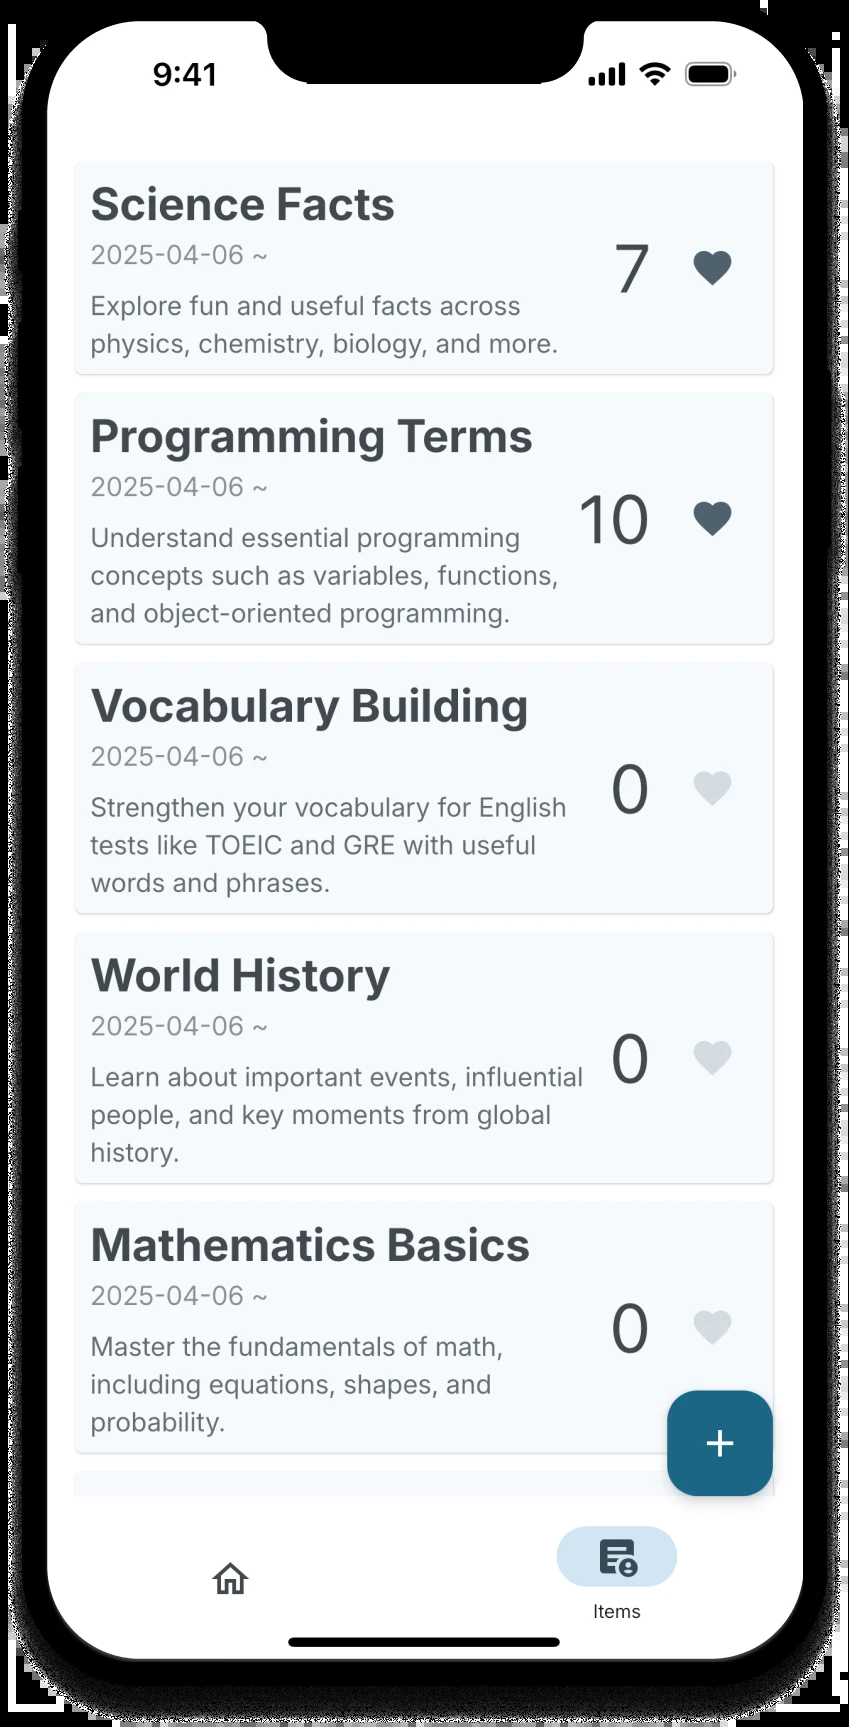 9:41
Science Facts
2025-04-06 ~
Explore fun and useful facts across
physics, chemistry, biology, and more.
7
Programming Terms
2025-04-06 ~
Understand essential programming
concepts such as variables, functions,
and object-oriented programming.
10
Vocabulary Building
2025-04-06 ~
Strengthen your vocabulary for English
tests like TOEIC and GRE with useful
words and phrases.
0
World History
2025-04-06 ~
Learn about important events, influential
people, and key moments from global
history.
0
Mathematics Basics
2025-04-06 ~
Master the fundamentals of math,
including equations, shapes, and
probability.
0
+
Items